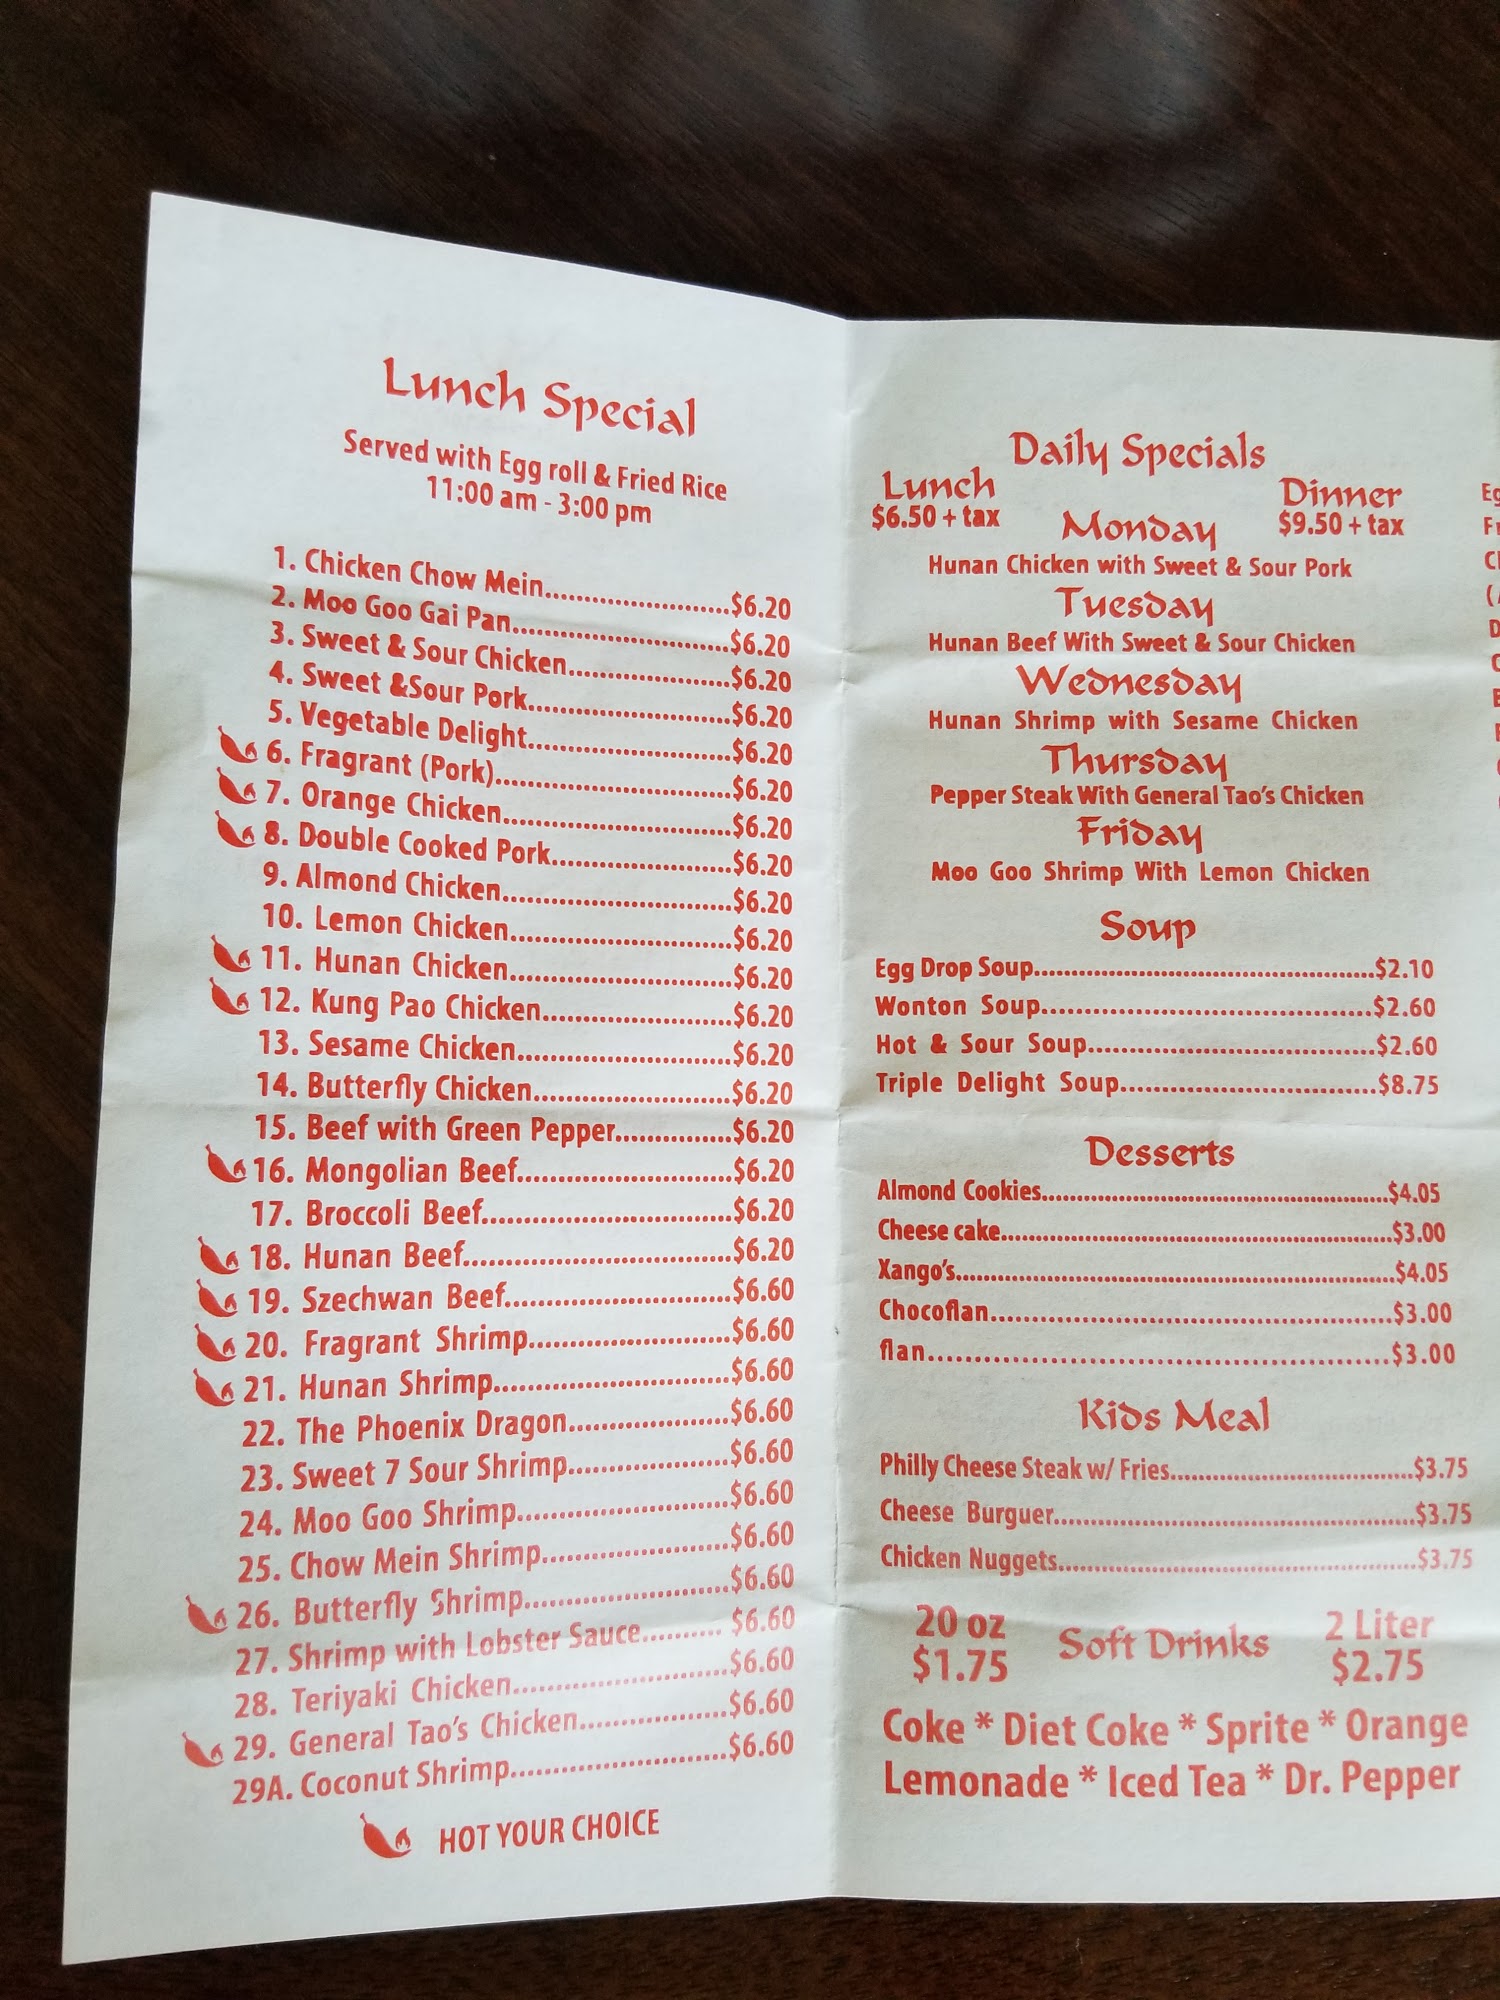 Lunch Special
Served with Egg roll & Fried Rice
11:00 am - 3:00 pm
1. Chicken Chow Mein.......................$6.20
2. Moo Goo Gai Pan...........................$6.20
3. Sweet & Sour Chicken....................$6.20
4. Sweet &Sour Pork.........................$6.20
5. Vegetable Delight.........................$6.20
6. Fragrant (Pork).............................$6.20
7. Orange Chicken............................$6.20
8. Double Cooked Pork......................$6.20
9. Almond Chicken............................$6.20
10. Lemon Chicken...........................$6.20
11. Hunan Chicken...........................$6.20
12. Kung Pao Chicken.......................$6.20
13. Sesame Chicken..........................$6.20
14. Butterfly Chicken........................$6.20
15. Beef with Green Pepper..............$6.20
16. Mongolian Beef..........................$6.20
17. Broccoli Beef..............................$6.20
18. Hunan Beef................................$6.20
19. Szechwan Beef...........................$6.60
20. Fragrant Shrimp.........................$6.60
21. Hunan Shrimp............................$6.60
22. The Phoenix Dragon....................$6.60
23. Sweet 7 Sour Shrimp...................$6.60
24. Moo Goo Shrimp.........................$6.60
25. Chow Mein Shrimp......................$6.60
26. Butterfly Shrimp.........................$6.60
27. Shrimp with Lobster Sauce.......... $6.60
28. Teriyaki Chicken..........................$6.60
29. General Tao's Chicken..................$6.60
29A. Coconut Shrimp..........................$6.60
HOT YOUR CHOICE
Daily Specials
Lunch Dinner
$6.50 + tax $9.50 + tax
Monday
Hunan Chicken with Sweet & Sour Pork
Tuesday
Hunan Beef With Sweet & Sour Chicken
Wednesday
Hunan Shrimp with Sesame Chicken
Thursday
Pepper Steak With General Tao's Chicken
Friday
Moo Goo Shrimp With Lemon Chicken
Soup
Egg Drop Soup..............................................$2.10
Wonton Soup.............................................$2.60
Hot & Sour Soup.......................................$2.60
Triple Delight Soup...................................$8.75
Desserts
Almond Cookies................................................$4.05
Cheese cake.....................................................$3.00
Xango's............................................................$4.05
Chocoflan.......................................................$3.00
flan................................................$3.00
Kids Meal
Philly Cheese Steak w/ Fries..................................$3.75
Cheese Burguer.................................................$3.75
Chicken Nuggets................................................$3.75
20 oz Soft Drinks 2 Liter
$1.75 $2.75
Coke * Diet Coke * Sprite * Orange
Lemonade * Iced Tea * Dr. Pepper